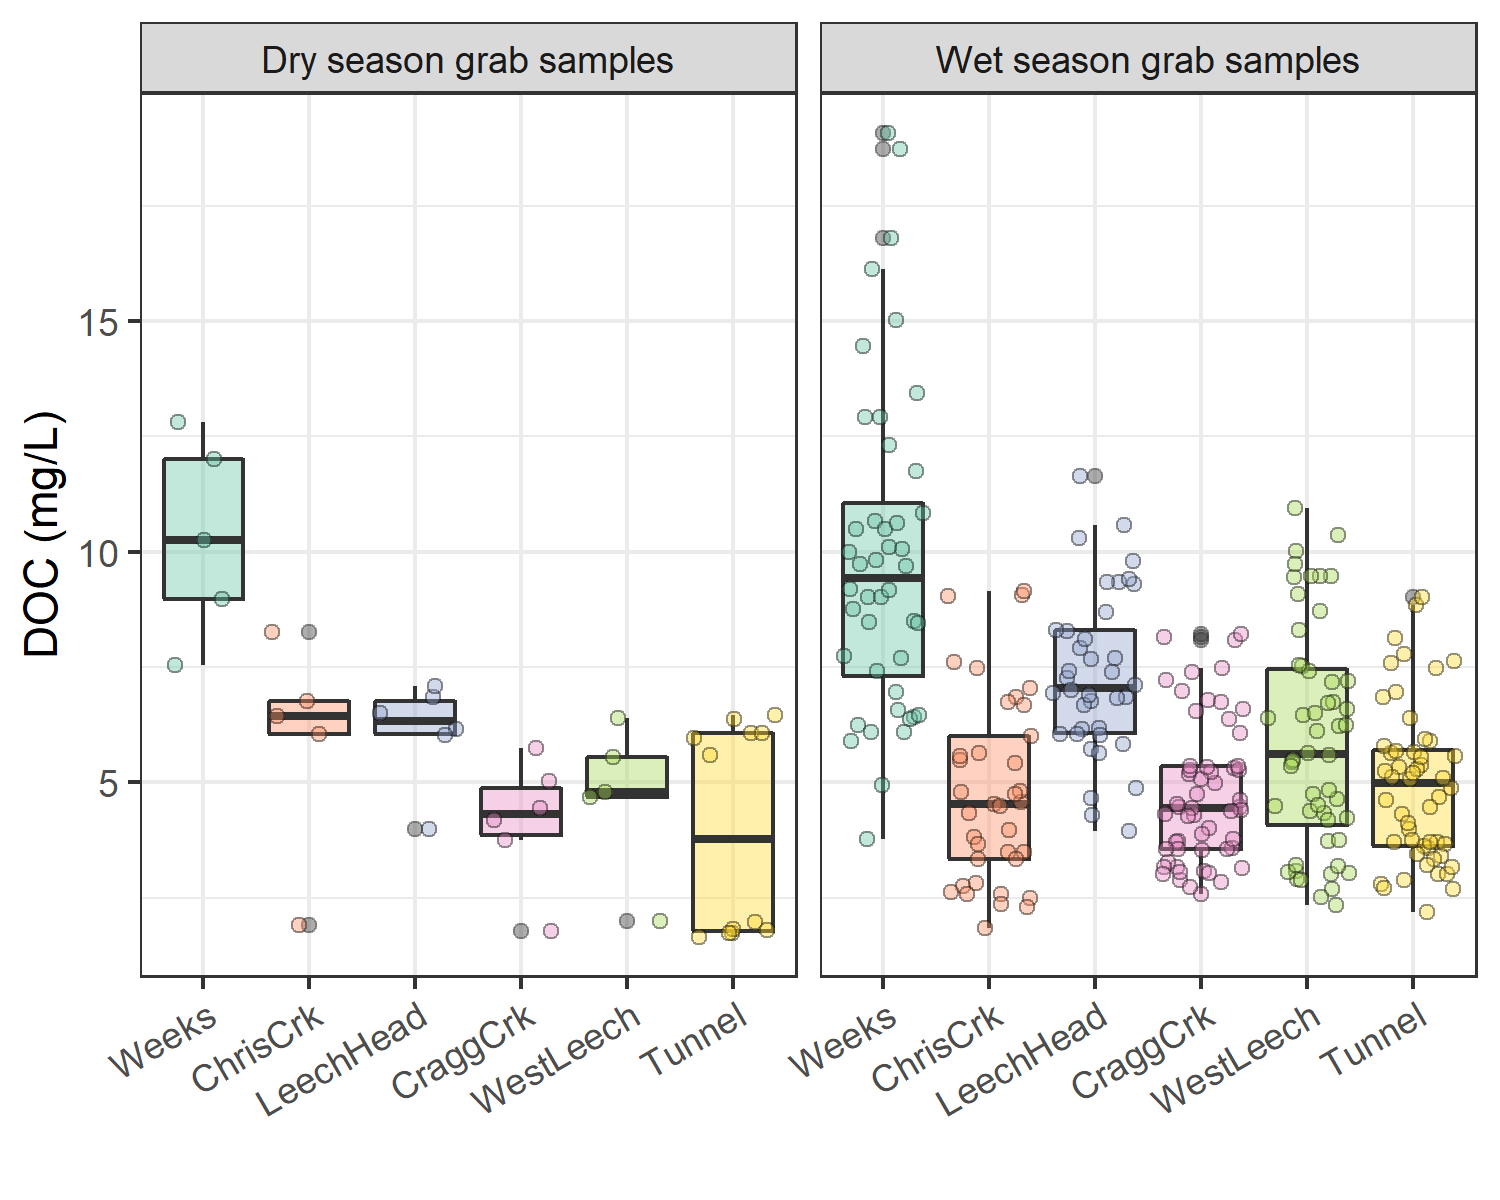 Dry season grab samples
Wet season grab samples
DOC (mg/L)
15
10
5
Weeks
ChrisCrk
LeechHead
CraggCrk
WestLeech
Tunnel
Weeks
ChrisCrk
LeechHead
CraggCrk
WestLeech
Tunnel